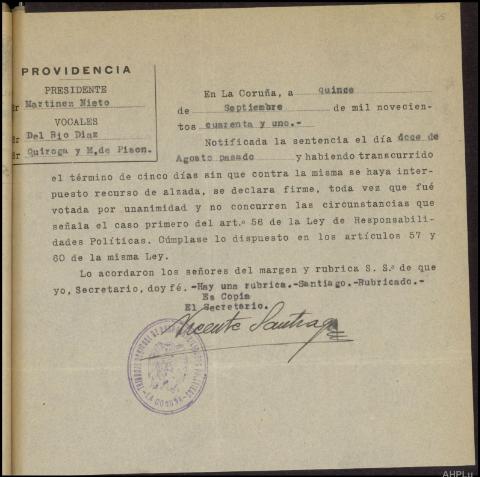 45
PROVIDENCIA
PRESIDENTE
Martinez Nieto
VOCALES
Del Rio Diaz
Quiroga y M, de Pison.
En La Coruña, a quince
de Septiembre de mil novecien-
tos cuarenta y uno.-
Notificada la sentencia el día doce de
Agosto pasado y habiendo transcurrido
el término de cinco días sin que contra la misma se haya inter-
puesto recurso de alzada, se declara firme, toda vez que fué
votada por unanimidad y no concurren las circunstancias que
señala el caso primero del art.º 56 de la Ley de Responsabili-
dades Políticas. Cúmplase lo dispuesto en los artículos 57 y
60 de la misma Ley.
Lo acordaron los señores del margen y rubrica S. S.ª de que
yo, Secretario, doy fé. -Hay una rubrica.-Santiago.-Rubricado.-
Es Copia
El Secretario.
Vicente Santiago
LA CORUÑA
AHPLu